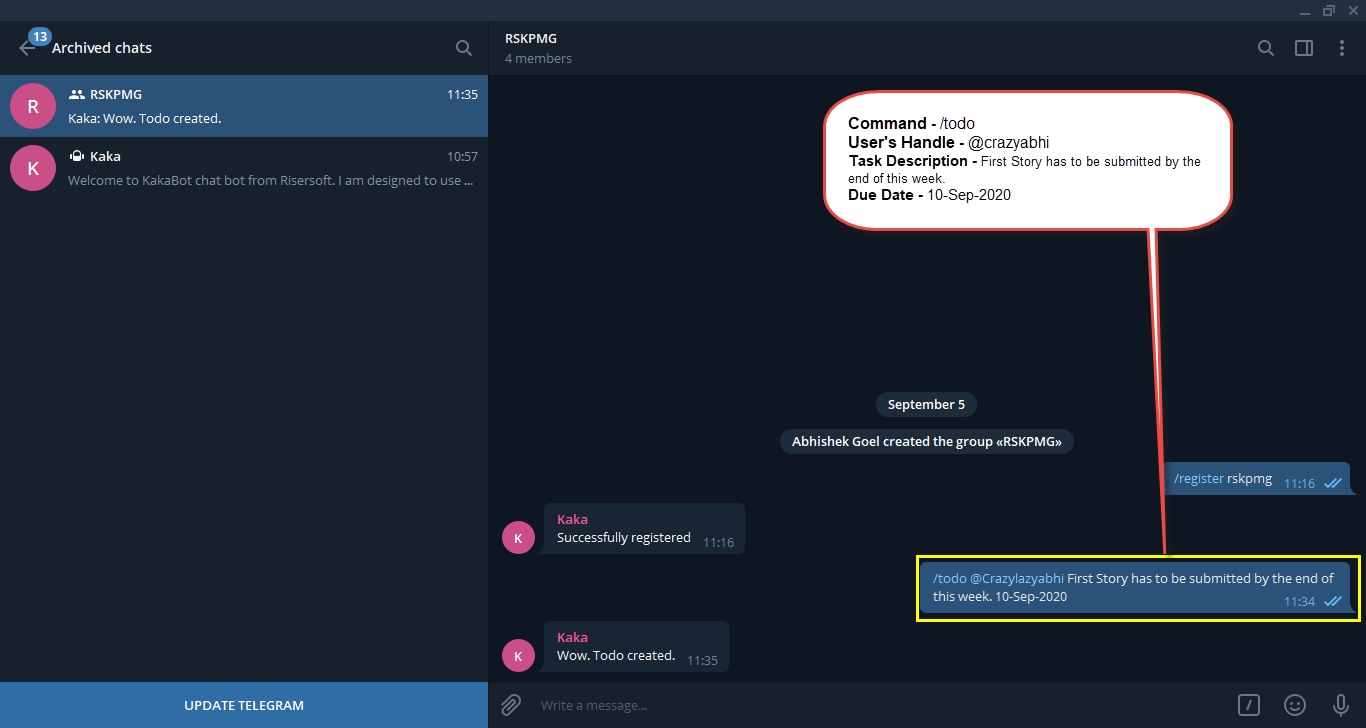 13
Archived chats
R
RSKPMG
11:35
Kaka: Wow. Todo created.
K
Kaka
10:57
Welcome to KakaBot chat bot from Risersoft. I am designed to use ...
UPDATE TELEGRAM
RSKPMG
4 members
Command - /todo
User's Handle - @crazyabhi
Task Description - First Story has to be submitted by the
end of this week.
Due Date - 10-Sep-2020
September 5
Abhishek Goel created the group «RSKPMG»
/register rskpmg 11:16
K
Kaka
Successfully registered 11:16
/todo @Crazylazyabhi First Story has to be submitted by the end of
this week. 10-Sep-2020
11:34
K
Kaka
Wow. Todo created. 11:35
Write a message...